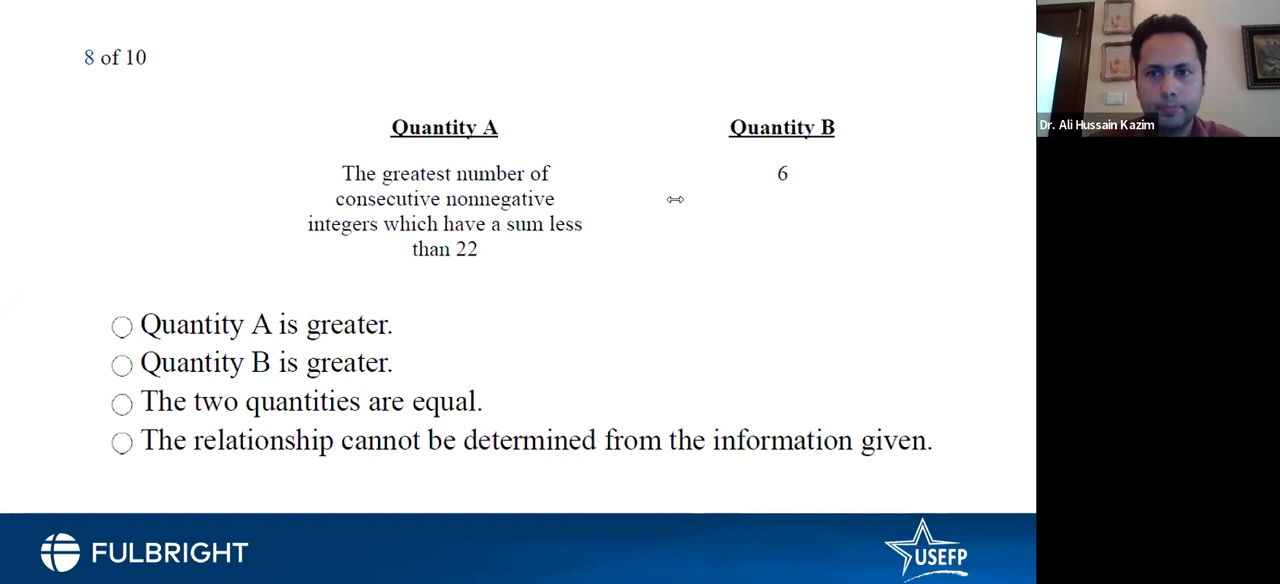 8 of 10
Quantity A
Quantity B
The greatest number of
consecutive nonnegative
integers which have a sum less
than 22
6
Quantity A is greater.
Quantity B is greater.
The two quantities are equal.
The relationship cannot be determined from the information given.
FULBRIGHT
USEFP
Dr. Ali Hussain Kazim